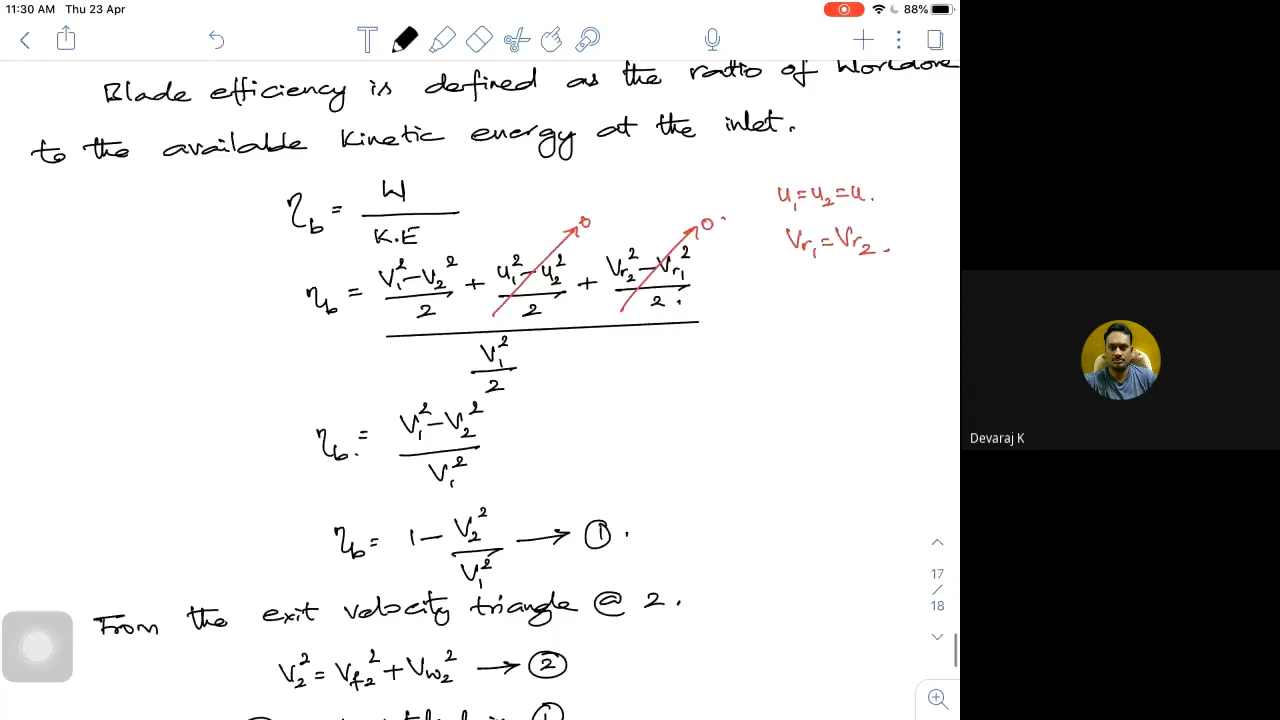 11:30 AM Thu 23 Apr 88%
Blade efficiency is defined as the ratio of Workdone
to the available Kinetic energy at the inlet.
η_b = W / K.E
u₁ = u₂ = u.
V_r₁ = V_r₂.
η_b = ((V₁² − V₂²)/2 + (u₁² − u₂²)/2 + (V_r₂² − V_r₁²)/2) / (V₁²/2)
0
0.
η_b = (V₁² − V₂²) / V₁²
η_b = 1 − V₂²/V₁² → ①.
From the exit velocity triangle @ 2.
V₂² = V_f₂² + V_w₂² → ②
in ①
17
/
18
Devaraj K